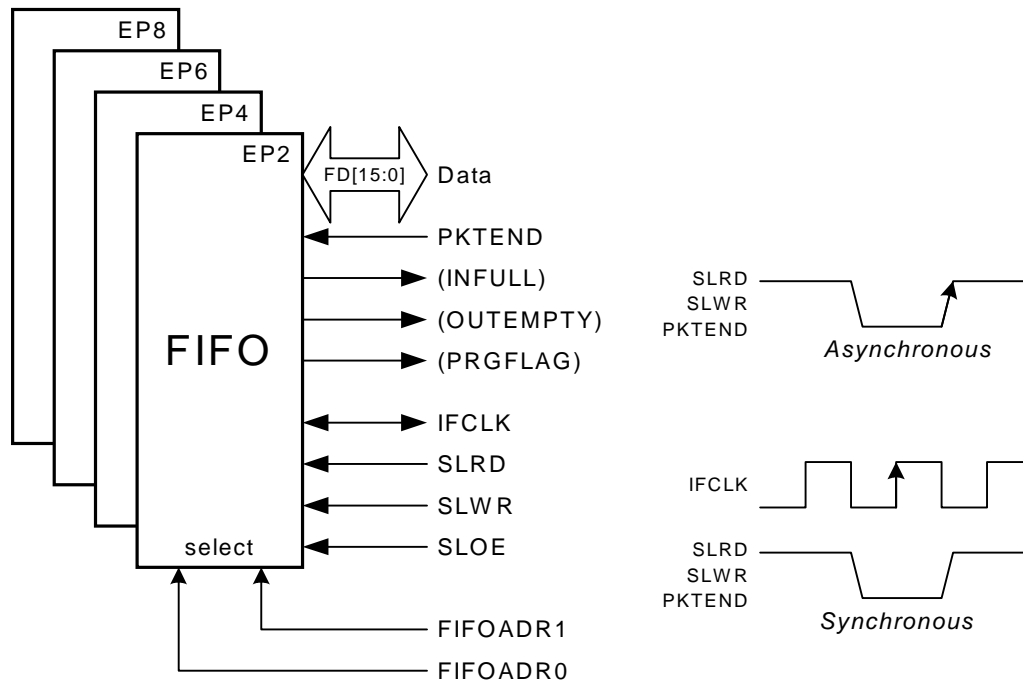 EP8
EP6
EP4
EP2
FD[15:0]
Data
PKTEND
(INFULL)
(OUTEMPTY)
(PRGFLAG)
FIFO
IFCLK
SLRD
SLWR
SLOE
select
FIFOADR1
FIFOADR0
SLRD
SLWR
PKTEND
Asynchronous
IFCLK
SLRD
SLWR
PKTEND
Synchronous